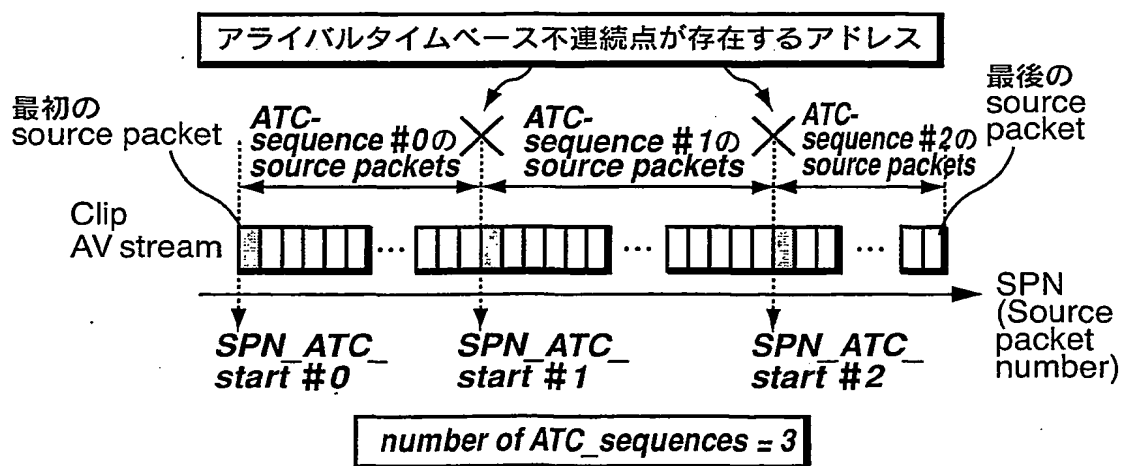 アライバルタイムベース不連続点が存在するアドレス
最初の
source packet
ATC-
sequence #0の
source packets
ATC-
sequence #1の
source packets
ATC-
sequence #2の
source packets
最後の
source
packet
Clip
AV stream
...
...
...
SPN
(Source
packet
number)
SPN_ATC_
start #0
SPN_ATC_
start #1
SPN_ATC_
start #2
number of ATC_sequences = 3